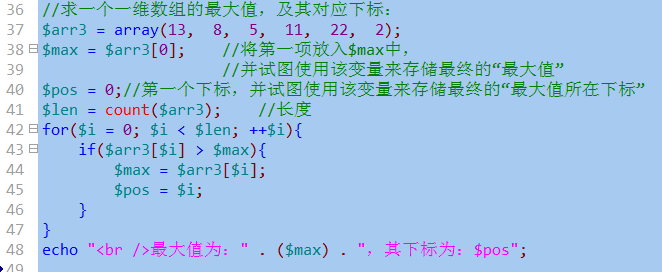 36 //求一个一维数组的最大值，及其对应下标：
37 $arr3 = array(13, 8, 5, 11, 22, 2);
38 $max = $arr3[0]; //将第一项放入$max中，
39 //并试图使用该变量来存储最终的“最大值”
40 $pos = 0;//第一个下标，并试图使用该变量来存储最终的“最大值所在下标”
41 $len = count($arr3); //长度
42 for($i = 0; $i < $len; ++$i){
43 if($arr3[$i] > $max){
44 $max = $arr3[$i];
45 $pos = $i;
46 }
47 }
48 echo "<br />最大值为：" . ($max) . "，其下标为：$pos";
49